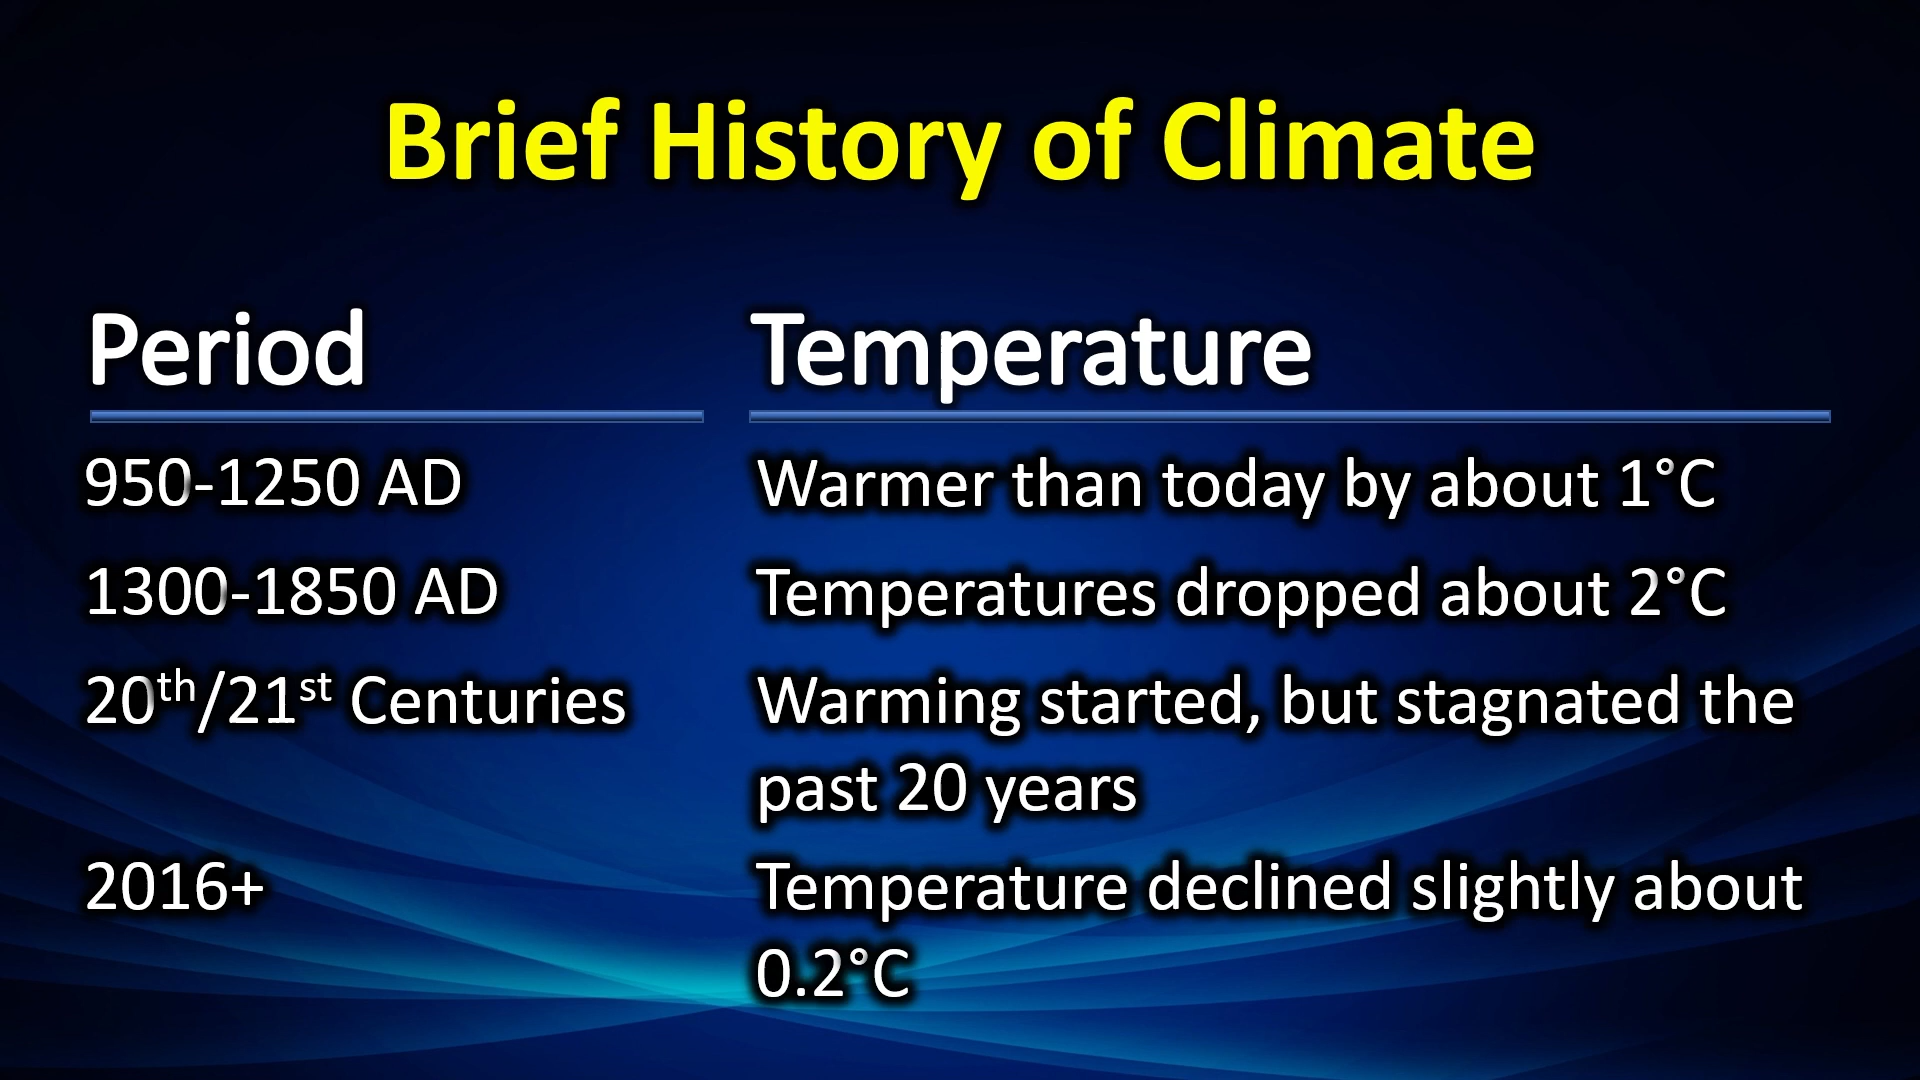 Brief History of Climate
Period Temperature
950-1250 AD Warmer than today by about 1°C
1300-1850 AD Temperatures dropped about 2°C
20th/21st Centuries Warming started, but stagnated the
past 20 years
2016+ Temperature declined slightly about
0.2°C